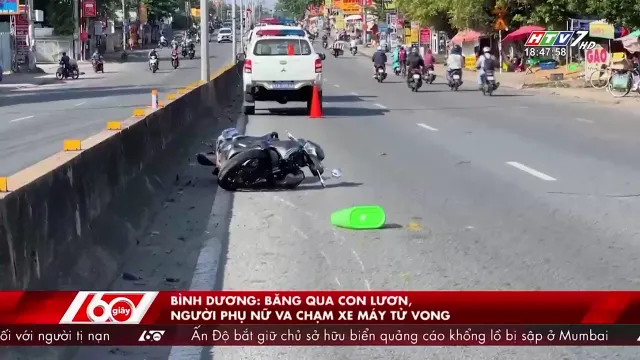 HTV7 HD
18:47:58
GẠO
60 giây
BÌNH DƯƠNG: BĂNG QUA CON LƯƠN,
NGƯỜI PHỤ NỮ VA CHẠM XE MÁY TỬ VONG
ối với người tị nạn
Ấn Độ bắt giữ chủ sở hữu biển quảng cáo khổng lồ bị sập ở Mumbai